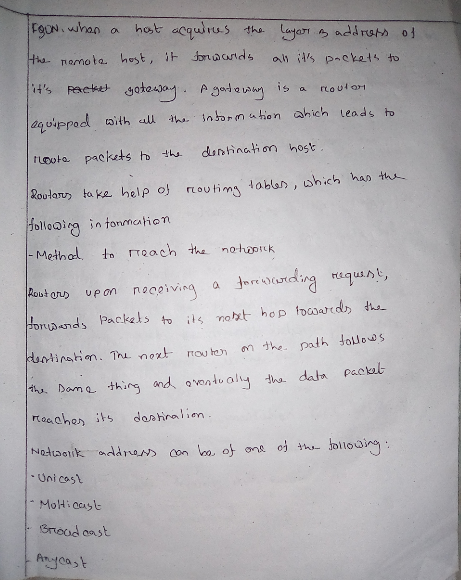 FQDN. When a host acquires the layer 3 address of
the remote host, it forwards all it's packets to
it's Packet gateway. A gateway is a router
equipped with all the information which leads to
route packets to the destination host.
Routers take help of routing tables, which has the
following information
- Method to reach the network
Routers upon receiving a forwarding request,
forwards Packets to its next hop towards the
destination. The next router on the path follows
the same thing and eventually the data packet
reaches its destination.
Network address can be of one of the following:
- Unicast
- Multicast
- Broadcast
- Anycast